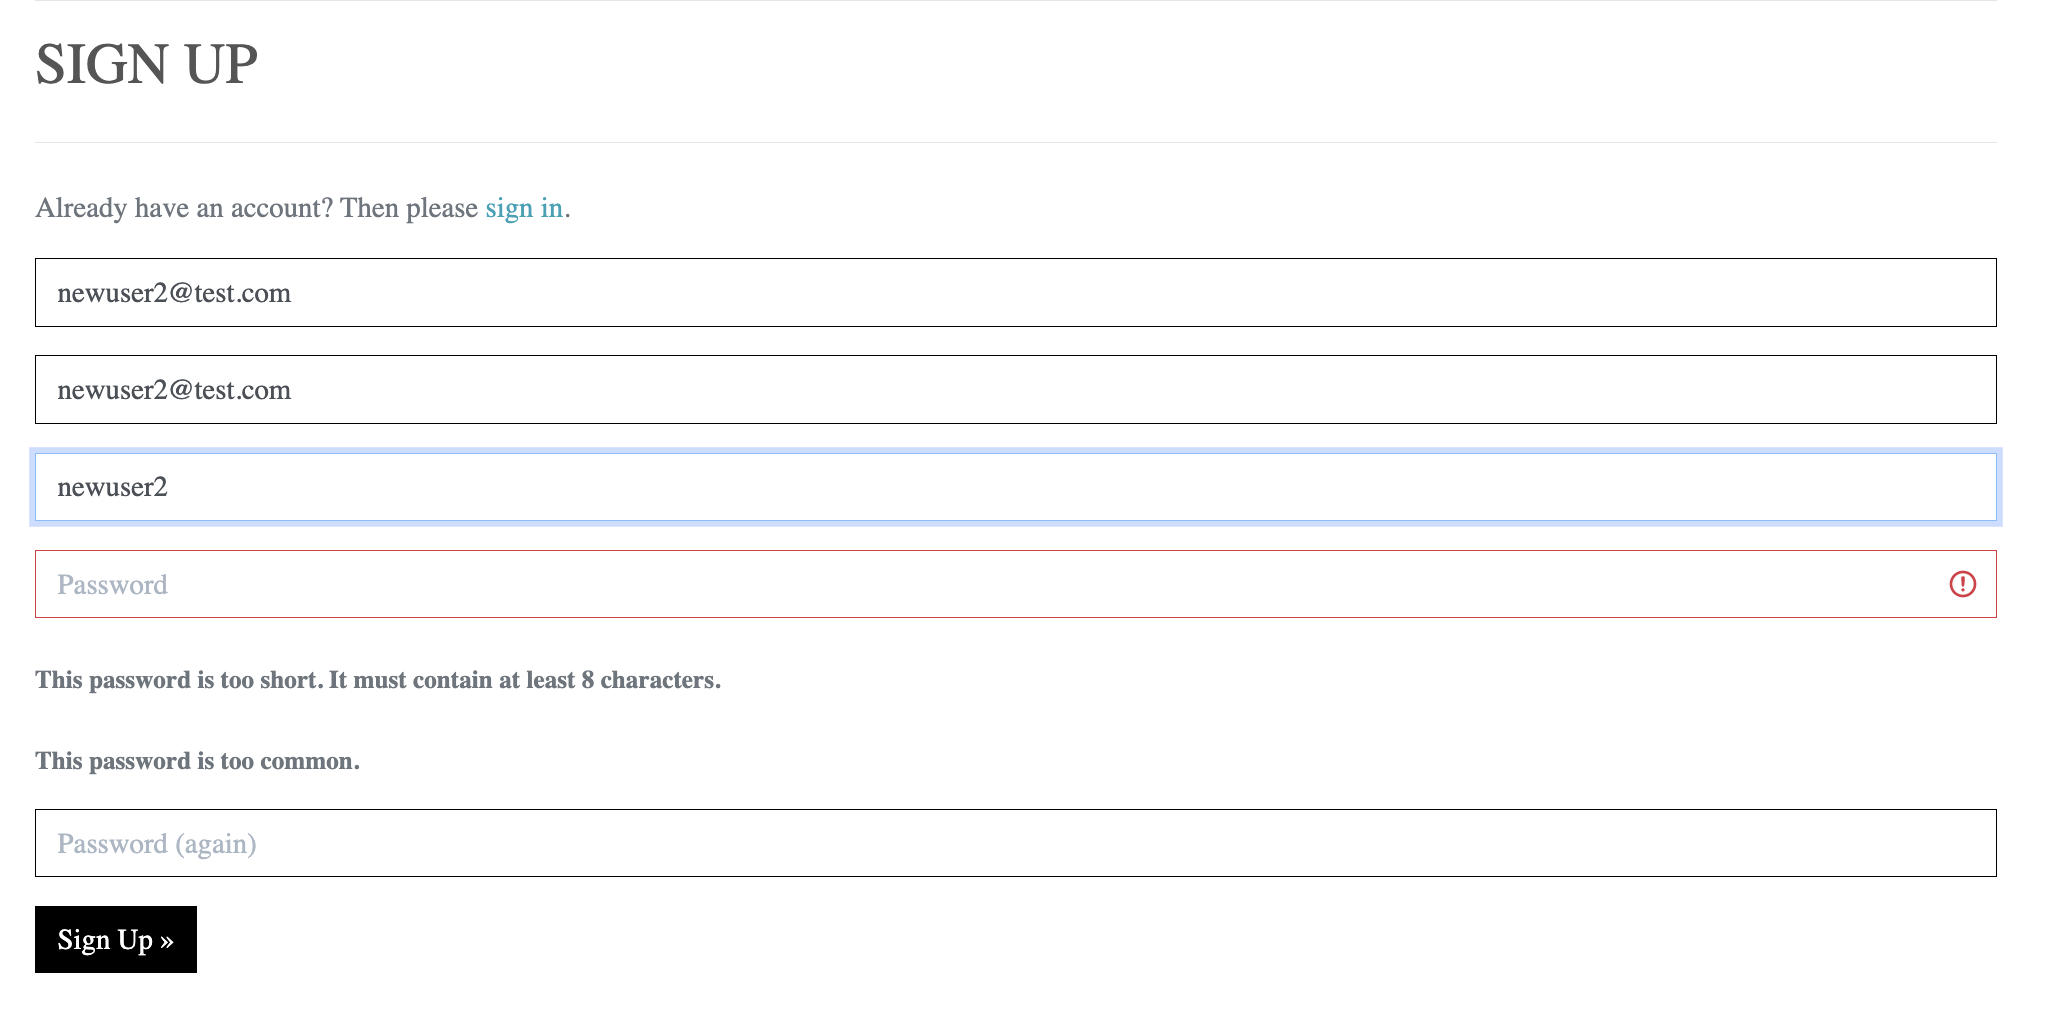 SIGN UP
Already have an account? Then please sign in.
newuser2@test.com
newuser2@test.com
newuser2
Password
This password is too short. It must contain at least 8 characters.
This password is too common.
Password (again)
Sign Up »